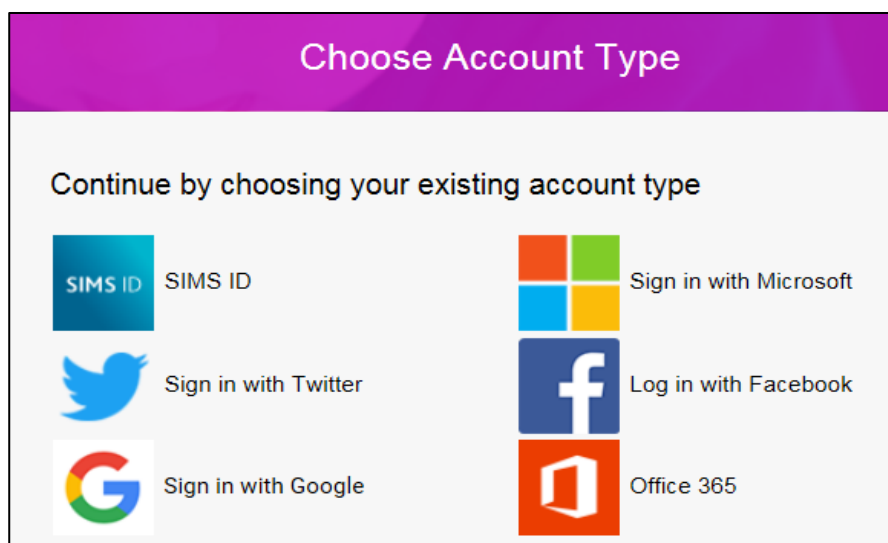 Choose Account Type
Continue by choosing your existing account type
SIMS ID SIMS ID
Sign in with Microsoft
Sign in with Twitter
Log in with Facebook
Sign in with Google
Office 365